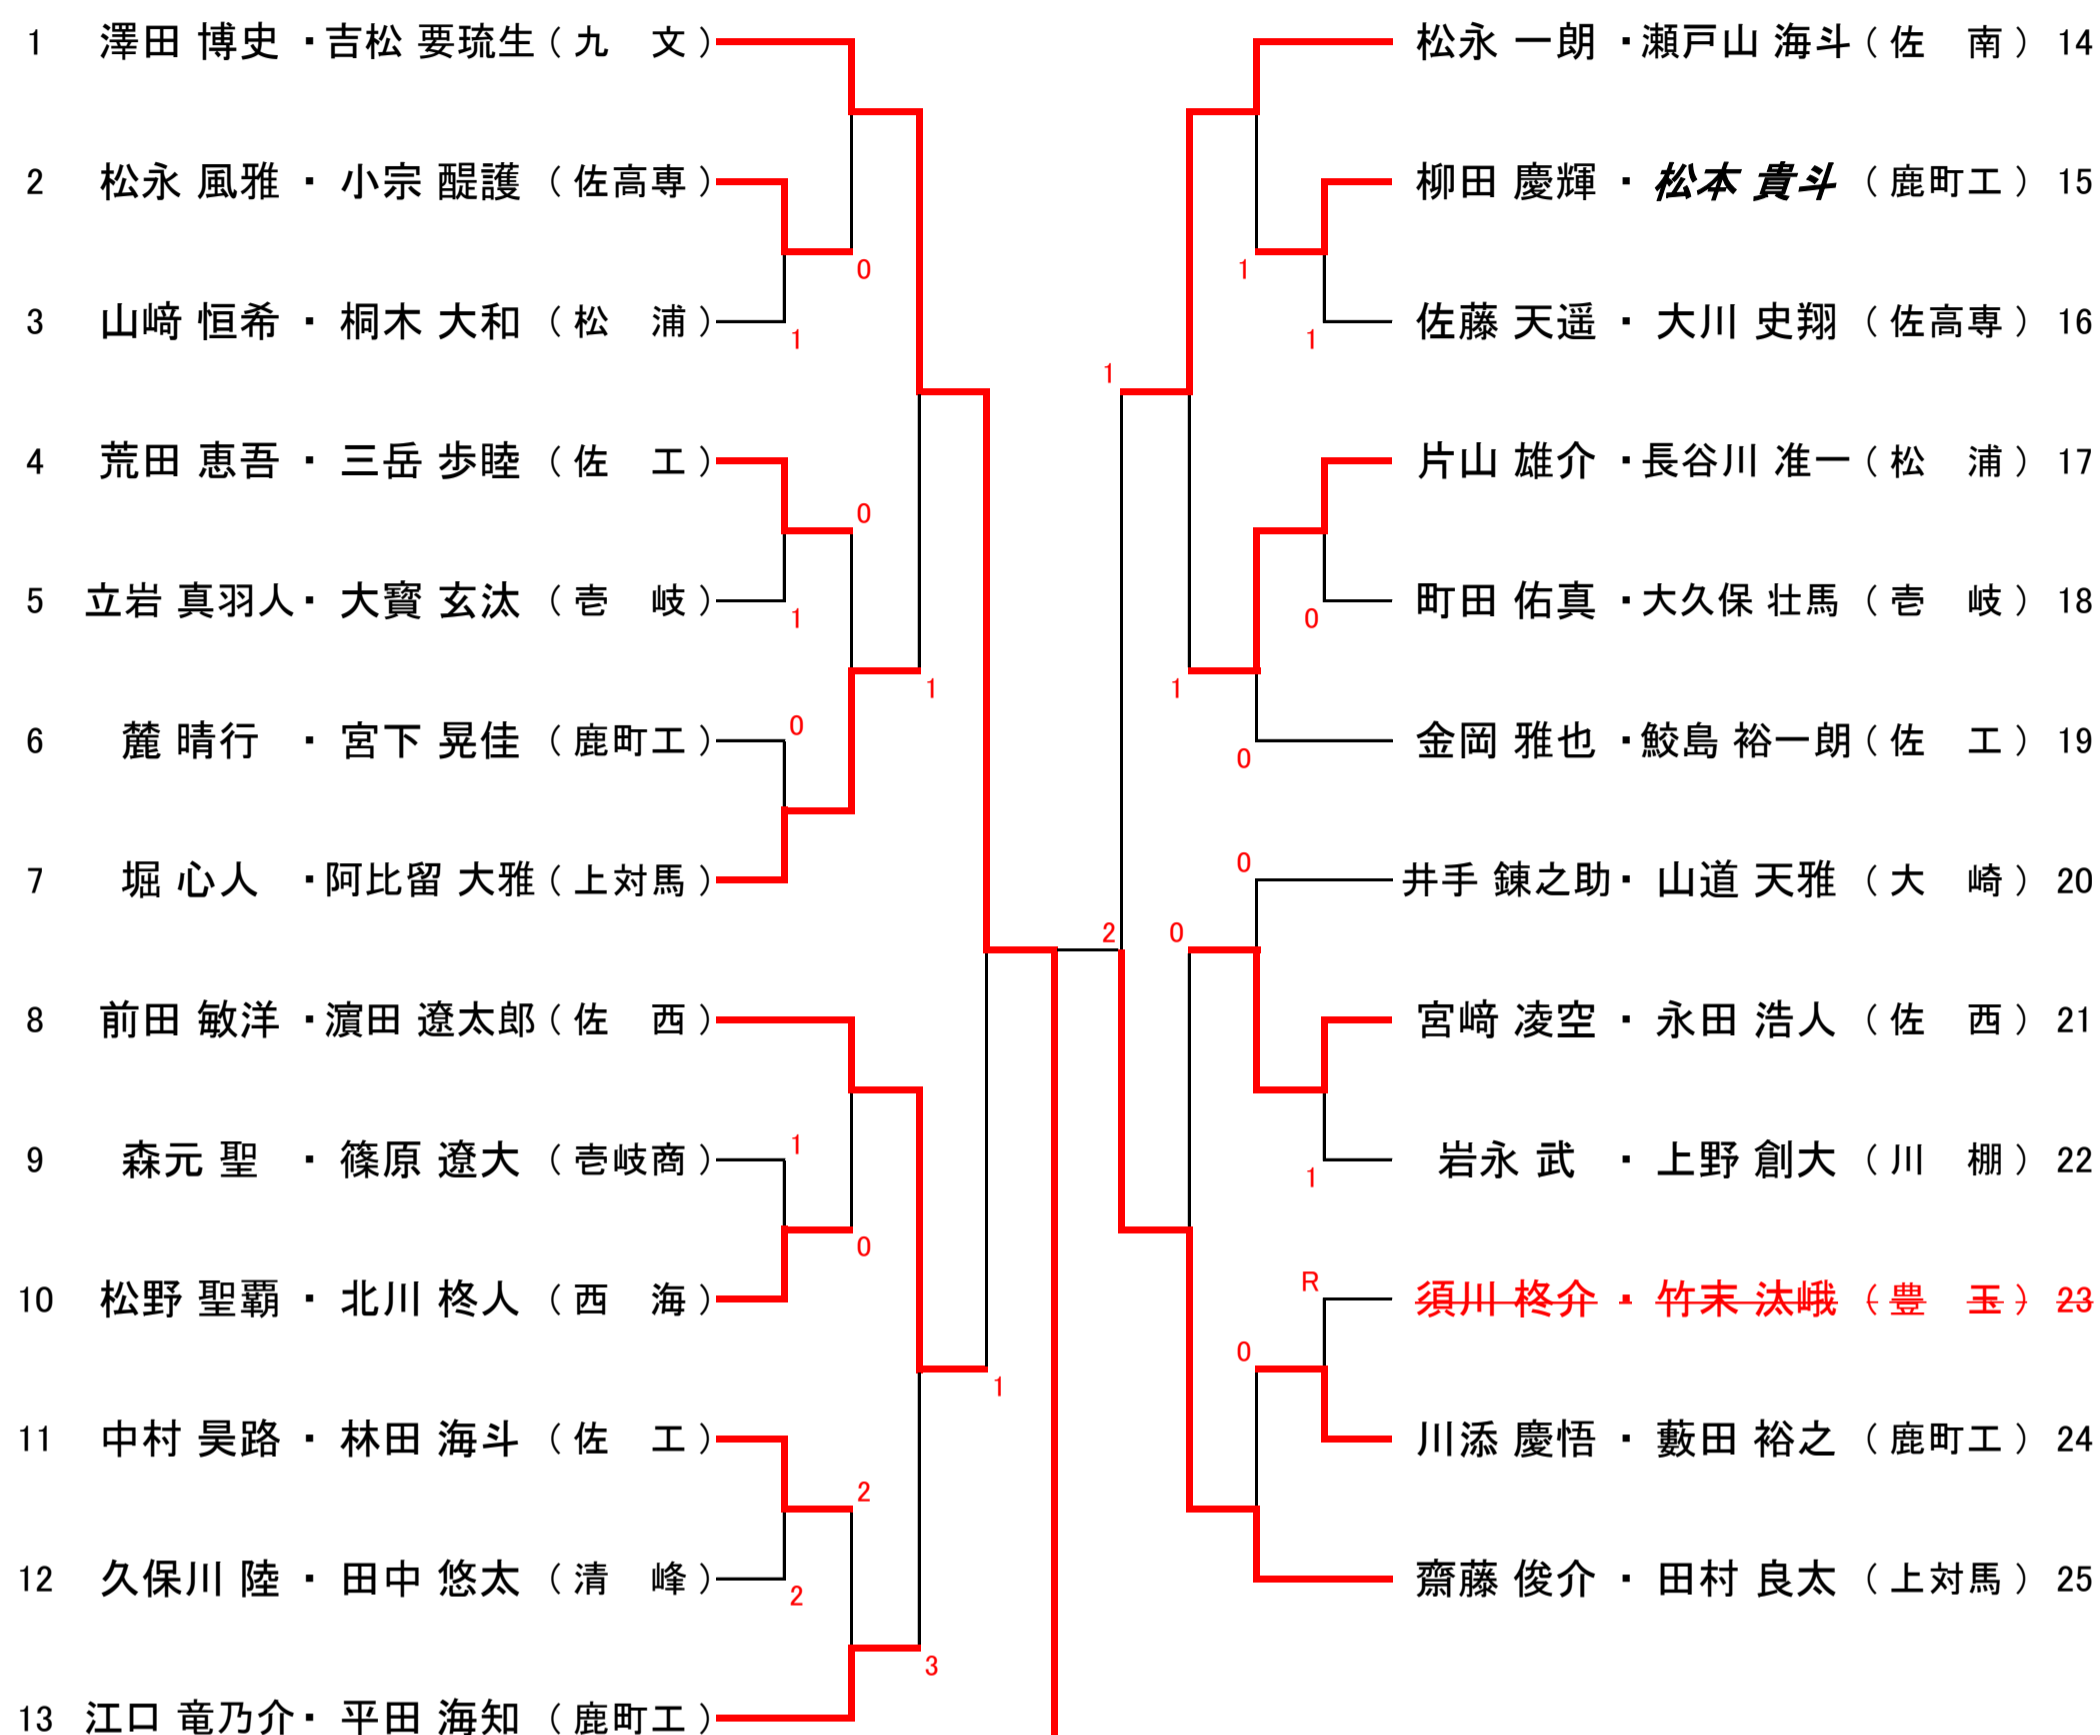 1 澤田 博史 ・ 吉松 要琉生 ( 九 文 )
2 松永 風雅 ・ 小宗 醍護 ( 佐高専 )
0
3 山﨑 恒希 ・ 桐木 大和 ( 松 浦 )
1
4 荒田 恵吾 ・ 三岳 歩睦 ( 佐 工 )
0
5 立岩 真羽人 ・ 大寳 玄汰 ( 壱 岐 )
1
1
6 麓 晴行 ・ 宮下 晃佳 ( 鹿町工 )
0
7 堀 心人 ・ 阿比留 大雅 ( 上対馬 )
8 前田 敏洋 ・ 濵田 遼太郎 ( 佐 西 )
9 森元 聖 ・ 篠原 遼大 ( 壱岐商 )
1
0
10 松野 聖覇 ・ 北川 柊人 ( 西 海 )
1
11 中村 昊路 ・ 林田 海斗 ( 佐 工 )
2
12 久保川 陸 ・ 田中 悠太 ( 清 峰 )
2
3
13 江口 竜乃介 ・ 平田 海知 ( 鹿町工 )
松永 一朗 ・ 瀬戸山 海斗 ( 佐 南 ) 14
柳田 慶輝 ・ 松本 貴斗 ( 鹿町工 ) 15
1
佐藤 天遥 ・ 大川 史翔 ( 佐高専 ) 16
1
1
片山 雄介 ・ 長谷川 准一 ( 松 浦 ) 17
町田 佑真 ・ 大久保 壮馬 ( 壱 岐 ) 18
0
1
金岡 雅也 ・ 鮫島 裕一朗 ( 佐 工 ) 19
0
0
井手 錬之助 ・ 山道 天雅 ( 大 崎 ) 20
2 0
宮﨑 凌空 ・ 永田 浩人 ( 佐 西 ) 21
岩永 武 ・ 上野 創大 ( 川 棚 ) 22
1
R
須川 柊介 ・ 竹末 汰峨 ( 豊 玉 ) 23
0
川添 慶悟 ・ 藪田 裕之 ( 鹿町工 ) 24
齋藤 俊介 ・ 田村 良太 ( 上対馬 ) 25